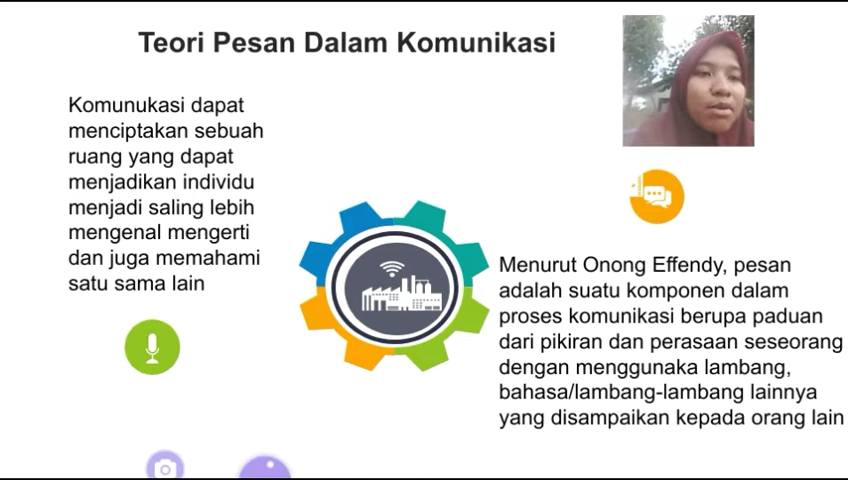 Teori Pesan Dalam Komunikasi
Komunukasi dapat
menciptakan sebuah
ruang yang dapat
menjadikan individu
menjadi saling lebih
mengenal mengerti
dan juga memahami
satu sama lain
Menurut Onong Effendy, pesan
adalah suatu komponen dalam
proses komunikasi berupa paduan
dari pikiran dan perasaan seseorang
dengan menggunaka lambang,
bahasa/lambang-lambang lainnya
yang disampaikan kepada orang lain